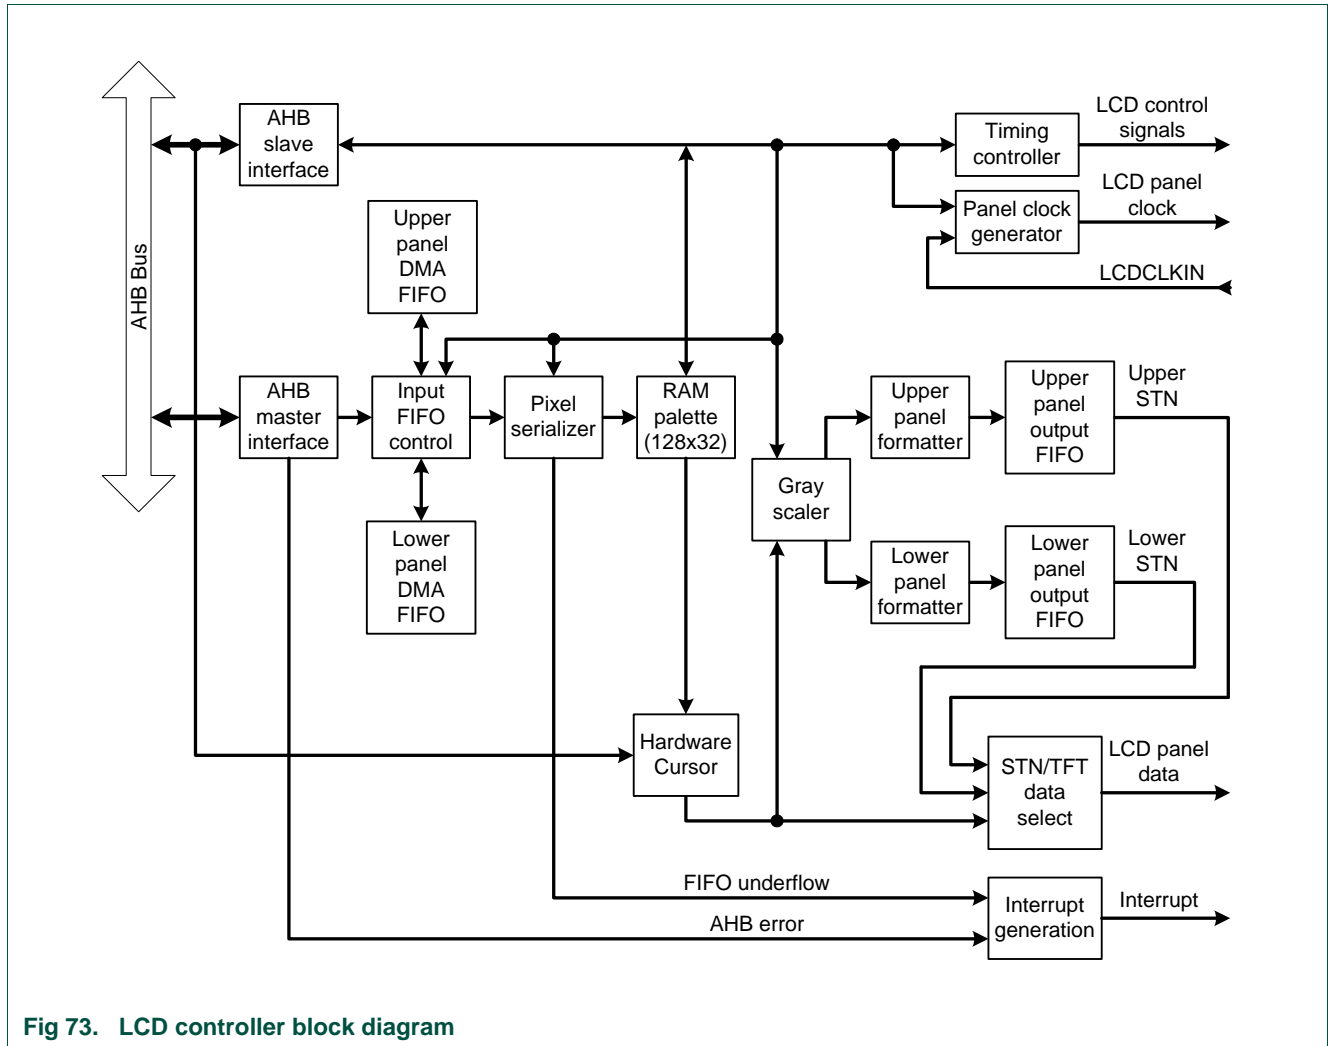 AHB Bus
AHB
slave
interface
Timing
controller
LCD control
signals
Panel clock
generator
LCD panel
clock
LCDCLKIN
Upper
panel
DMA
FIFO
AHB
master
interface
Input
FIFO
control
Pixel
serializer
RAM
palette
(128x32)
Lower
panel
DMA
FIFO
Gray
scaler
Upper
panel
formatter
Upper
panel
output
FIFO
Upper
STN
Lower
panel
formatter
Lower
panel
output
FIFO
Lower
STN
Hardware
Cursor
STN/TFT
data
select
LCD panel
data
FIFO underflow
AHB error
Interrupt
generation
Interrupt
Fig 73. LCD controller block diagram